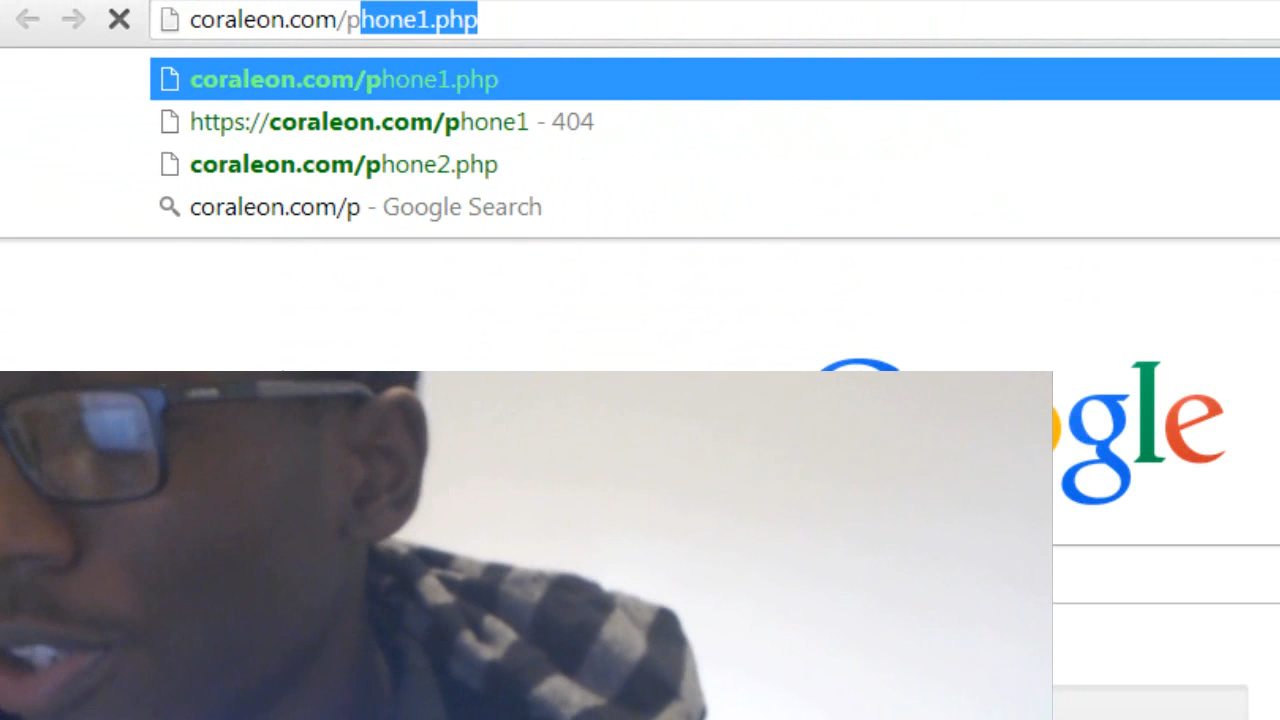 coraleon.com/phone1.php
coraleon.com/phone1.php
https://coraleon.com/phone1 - 404
coraleon.com/phone2.php
coraleon.com/p - Google Search
gle